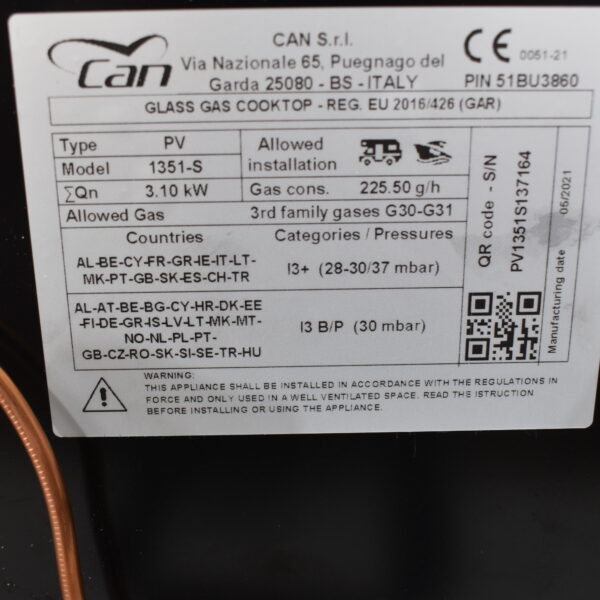 Can
CAN S.r.l.
Via Nazionale 65, Puegnago del
Garda 25080 - BS - ITALY
CE 0051-21
PIN 51BU3860
GLASS GAS COOKTOP - REG. EU 2016/426 (GAR)
Type PV
Model 1351-S
Allowed
installation
∑Qn 3.10 kW
Gas cons. 225.50 g/h
Allowed Gas 3rd family gases G30-G31
Countries Categories / Pressures
AL-BE-CY-FR-GR-IE-IT-LT-
MK-PT-GB-SK-ES-CH-TR
I3+ (28-30/37 mbar)
AL-AT-BE-BG-CY-HR-DK-EE
-FI-DE-GR-IS-LV-LT-MK-MT-
NO-NL-PL-PT-
GB-CZ-RO-SK-SI-SE-TR-HU
I3 B/P (30 mbar)
QR code - S/N
PV1351S137164
Manufacturing date 05/2021
WARNING:
THIS APPLIANCE SHALL BE INSTALLED IN ACCORDANCE WITH THE REGULATIONS IN
FORCE AND ONLY USED IN A WELL VENTILATED SPACE. READ THE ISTRUCTION
BEFORE INSTALLING OR USING THE APPLIANCE.